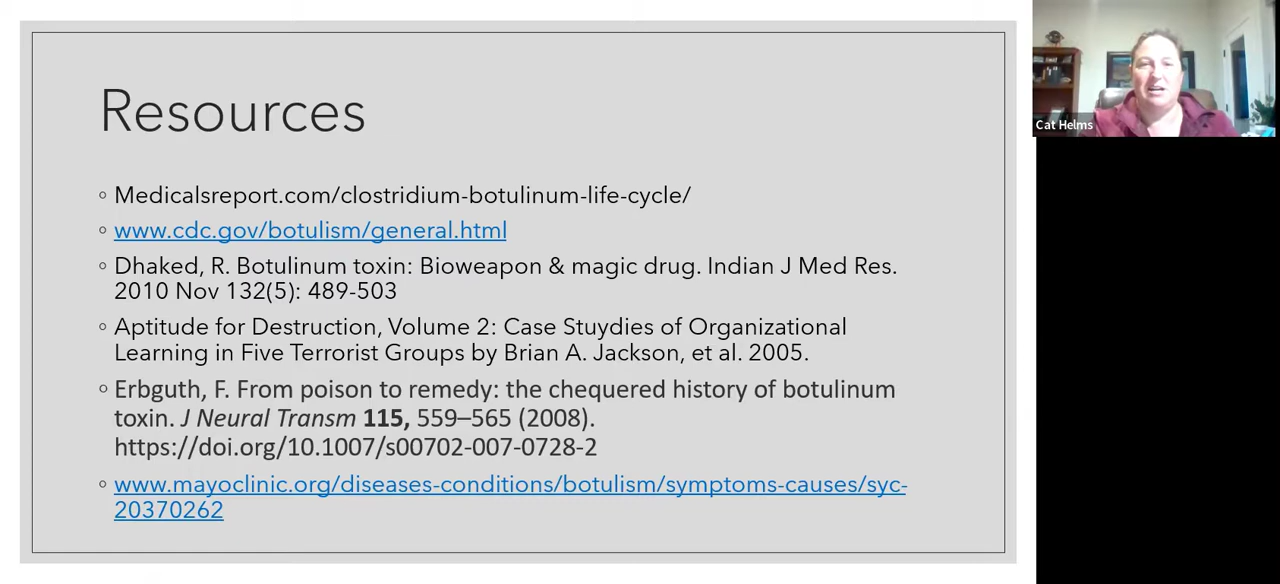 Resources
Medicalsreport.com/clostridium-botulinum-life-cycle/
www.cdc.gov/botulism/general.html
Dhaked, R. Botulinum toxin: Bioweapon & magic drug. Indian J Med Res.
2010 Nov 132(5): 489-503
Aptitude for Destruction, Volume 2: Case Stuydies of Organizational
Learning in Five Terrorist Groups by Brian A. Jackson, et al. 2005.
Erbguth, F. From poison to remedy: the chequered history of botulinum
toxin. J Neural Transm 115, 559–565 (2008).
https://doi.org/10.1007/s00702-007-0728-2
www.mayoclinic.org/diseases-conditions/botulism/symptoms-causes/syc-
20370262
Cat Helms